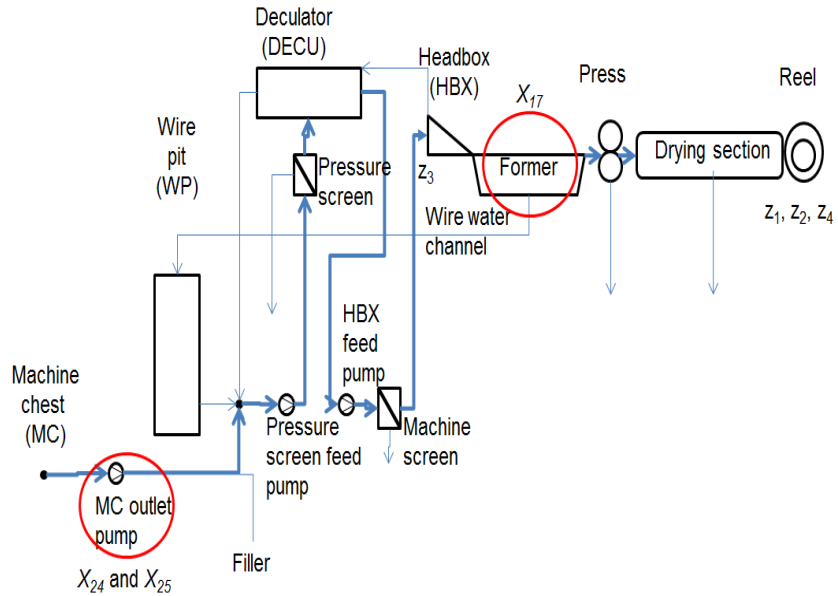 Deculator
(DECU)
Headbox
(HBX)
Press
Reel
X17
Wire
pit
(WP)
Pressure
screen
z3
Former
Drying section
Wire water
channel
z1, z2, z4
HBX
feed
pump
Machine
chest
(MC)
Pressure
screen feed
pump
Machine
screen
MC outlet
pump
Filler
X24 and X25